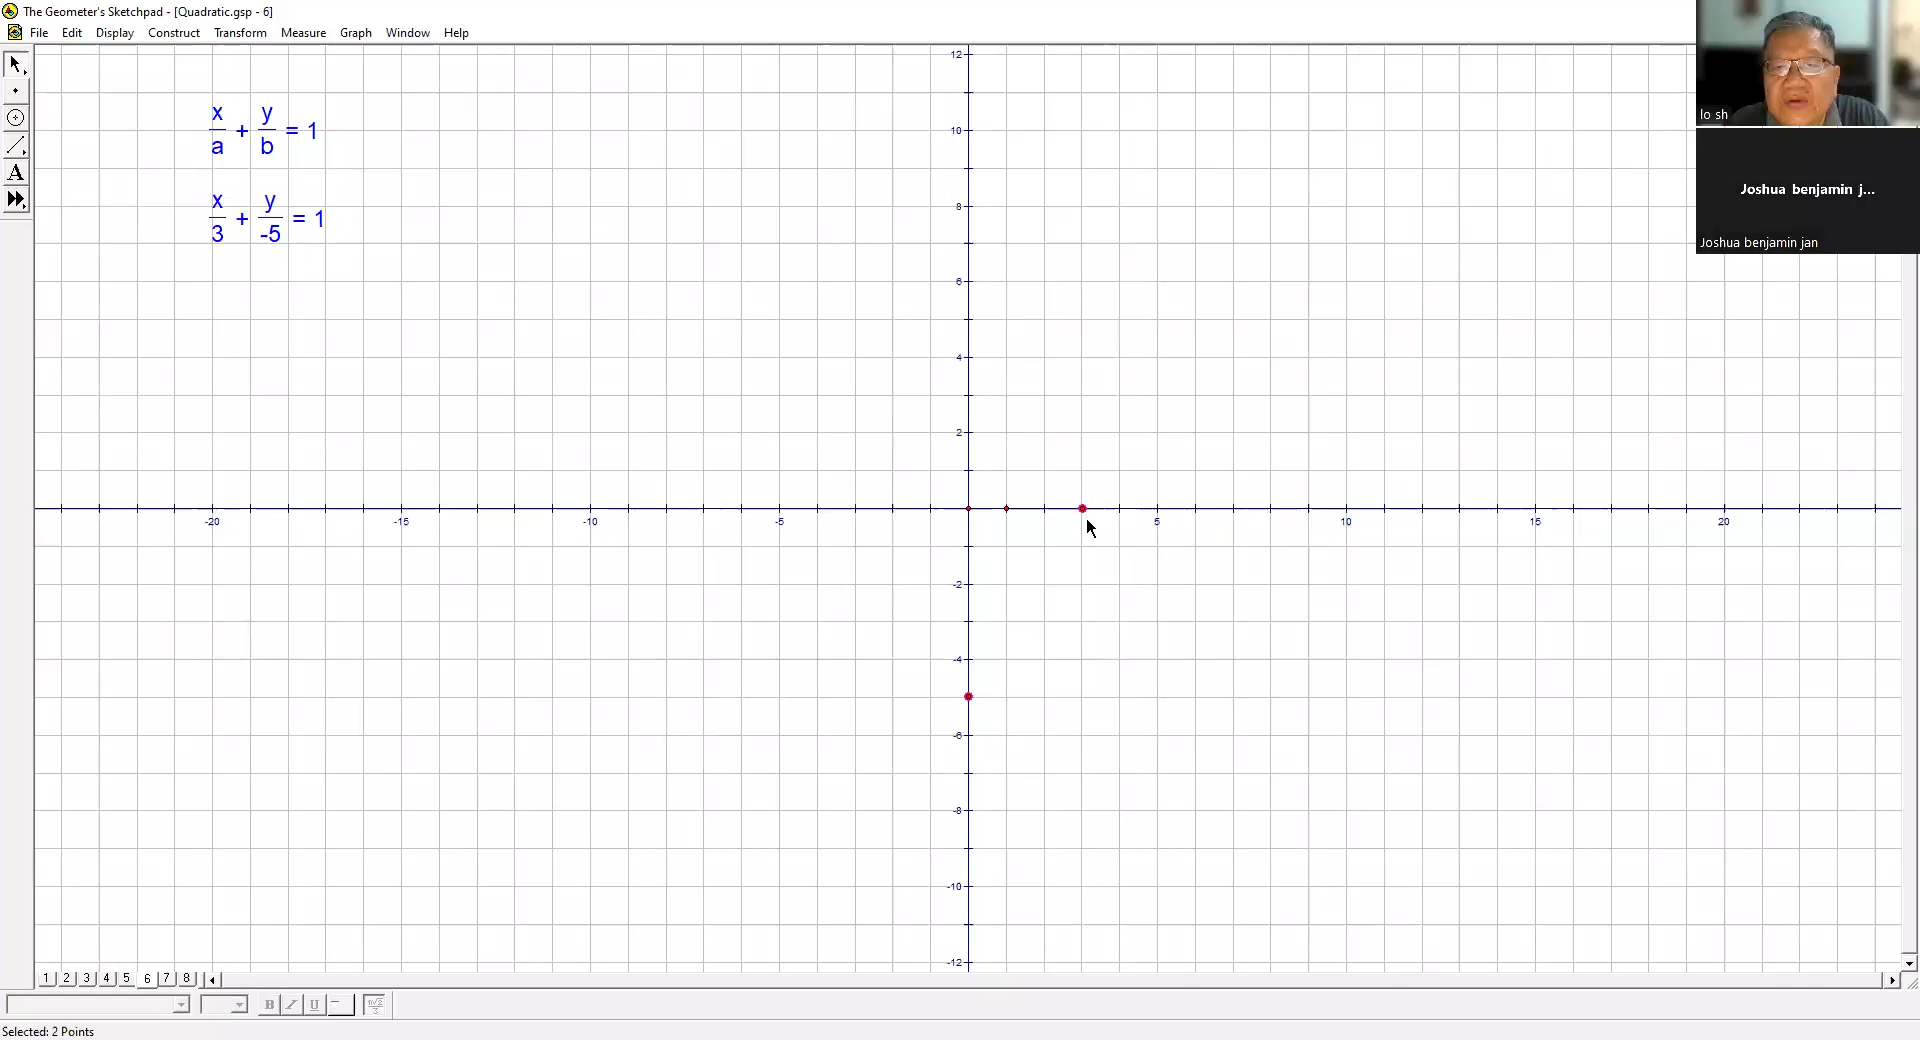 The Geometer's Sketchpad - [Quadratic.gsp - 6]
File Edit Display Construct Transform Measure Graph Window Help
lo sh
Joshua benjamin j...
Joshua benjamin jan
x/a + y/b = 1
x/3 + y/-5 = 1
A
12
10
8
6
4
2
-20 -15 -10 -5 5 10 15 20
-2
-4
-6
-8
-10
-12
1 2 3 4 5 6 7 8
B I U
Selected: 2 Points